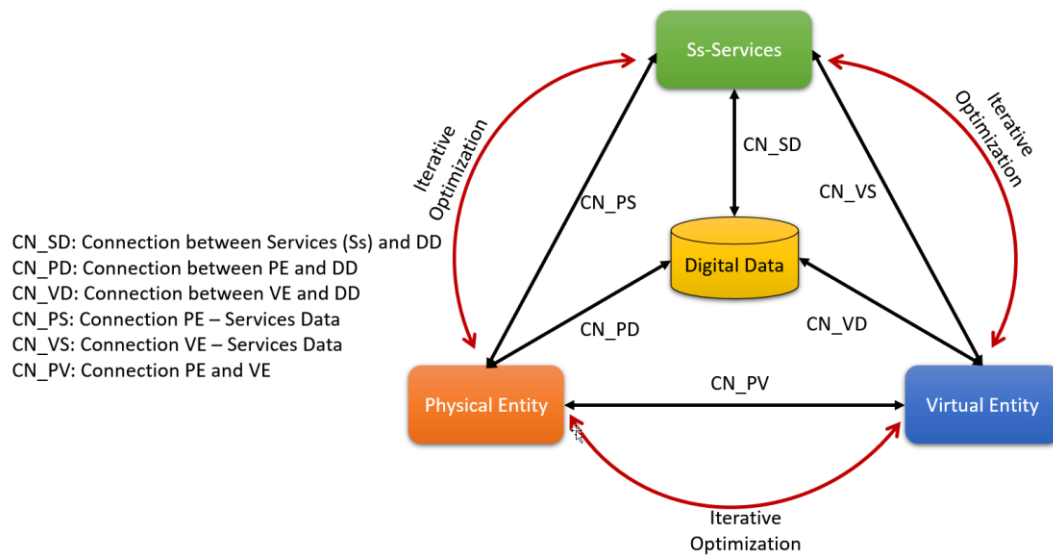 Ss-Services
Iterative
Optimization
Iterative
Optimization
CN_SD
CN_PS
CN_VS
CN_SD: Connection between Services (Ss) and DD
CN_PD: Connection between PE and DD
CN_VD: Connection between VE and DD
CN_PS: Connection PE – Services Data
CN_VS: Connection VE – Services Data
CN_PV: Connection PE and VE
Digital Data
CN_PD
CN_VD
CN_PV
Physical Entity
Virtual Entity
Iterative
Optimization